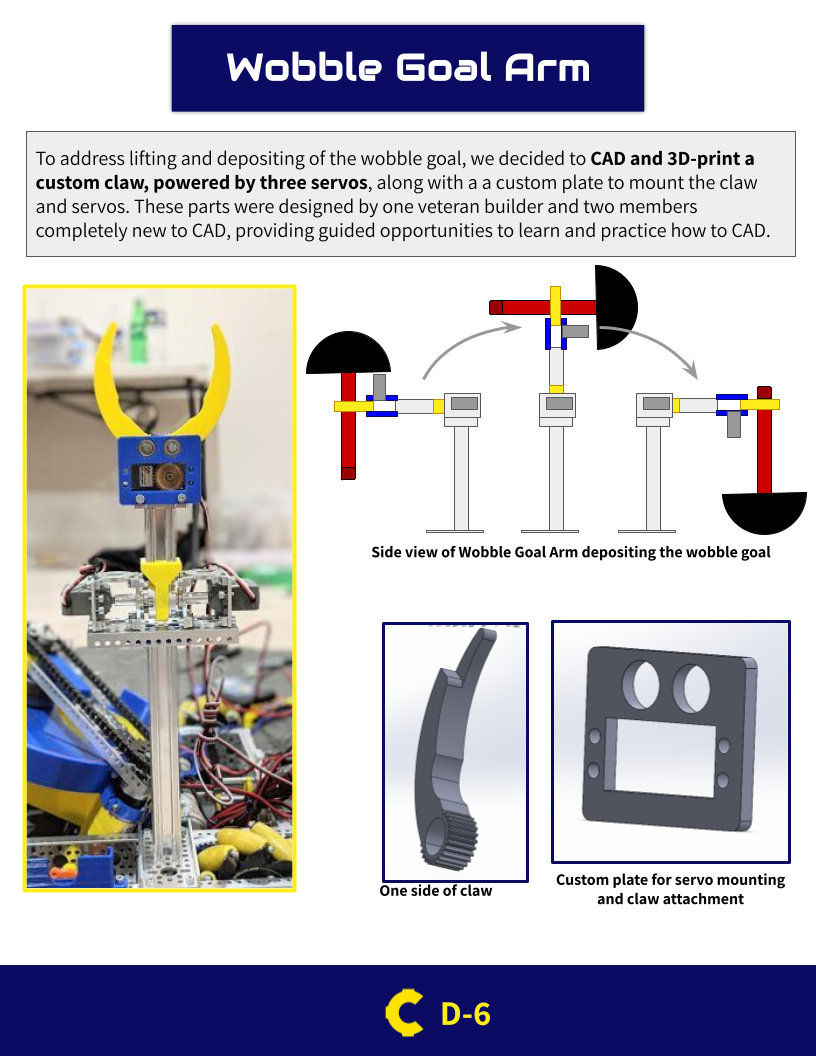 Wobble Goal Arm
To address lifting and depositing of the wobble goal, we decided to CAD and 3D-print a
custom claw, powered by three servos, along with a a custom plate to mount the claw
and servos. These parts were designed by one veteran builder and two members
completely new to CAD, providing guided opportunities to learn and practice how to CAD.
Side view of Wobble Goal Arm depositing the wobble goal
One side of claw
Custom plate for servo mounting
and claw attachment
D-6